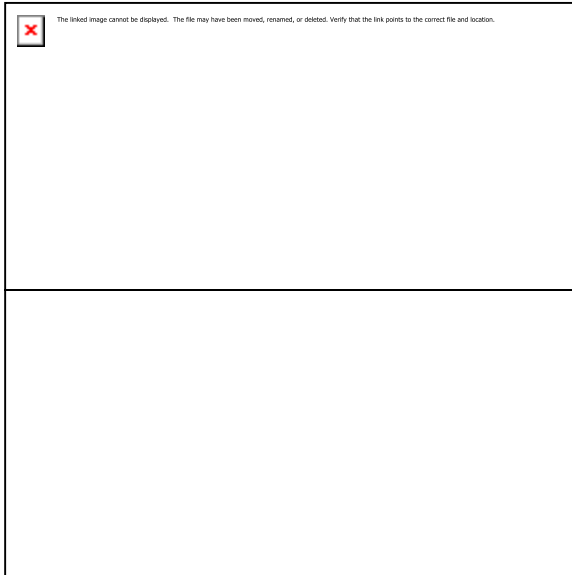 The linked image cannot be displayed.  The file may have been moved, renamed, or deleted. Verify that the link points to the correct file and location.